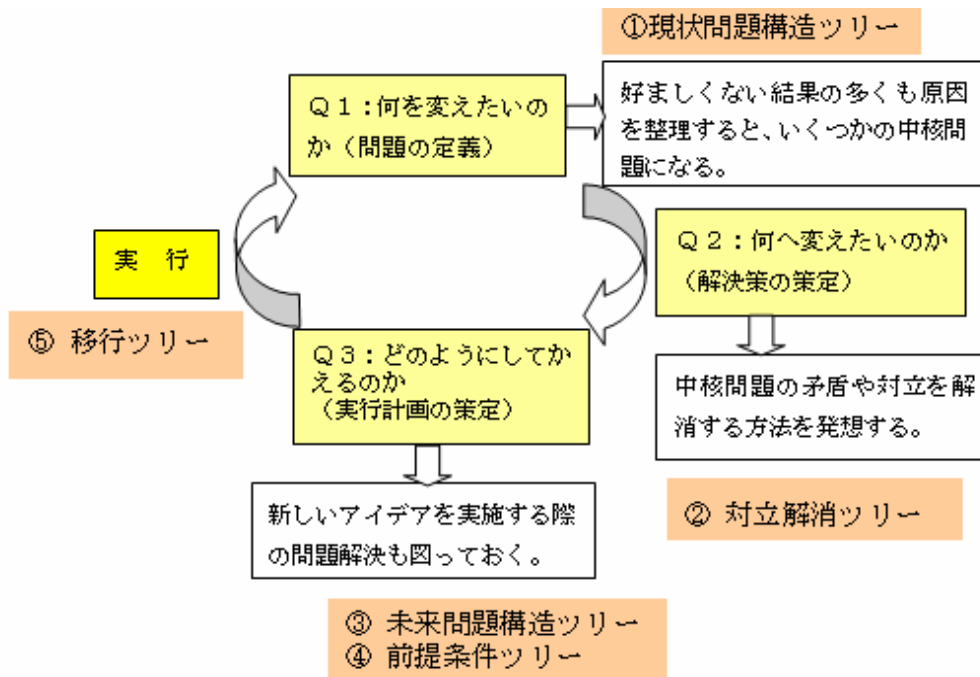 ①現状問題構造ツリー
Q1:何を変えたいの
か(問題の定義)
好ましくない結果の多くも原因
を整理すると、いくつかの中核問
題になる。
Q2:何へ変えたいのか
(解決策の策定)
実 行
⑤ 移行ツリー
Q3:どのようにしてか
えるのか
(実行計画の策定)
中核問題の矛盾や対立を解
消する方法を発想する。
② 対立解消ツリー
新しいアイデアを実施する際
の問題解決も図っておく。
③ 未来問題構造ツリー
④ 前提条件ツリー